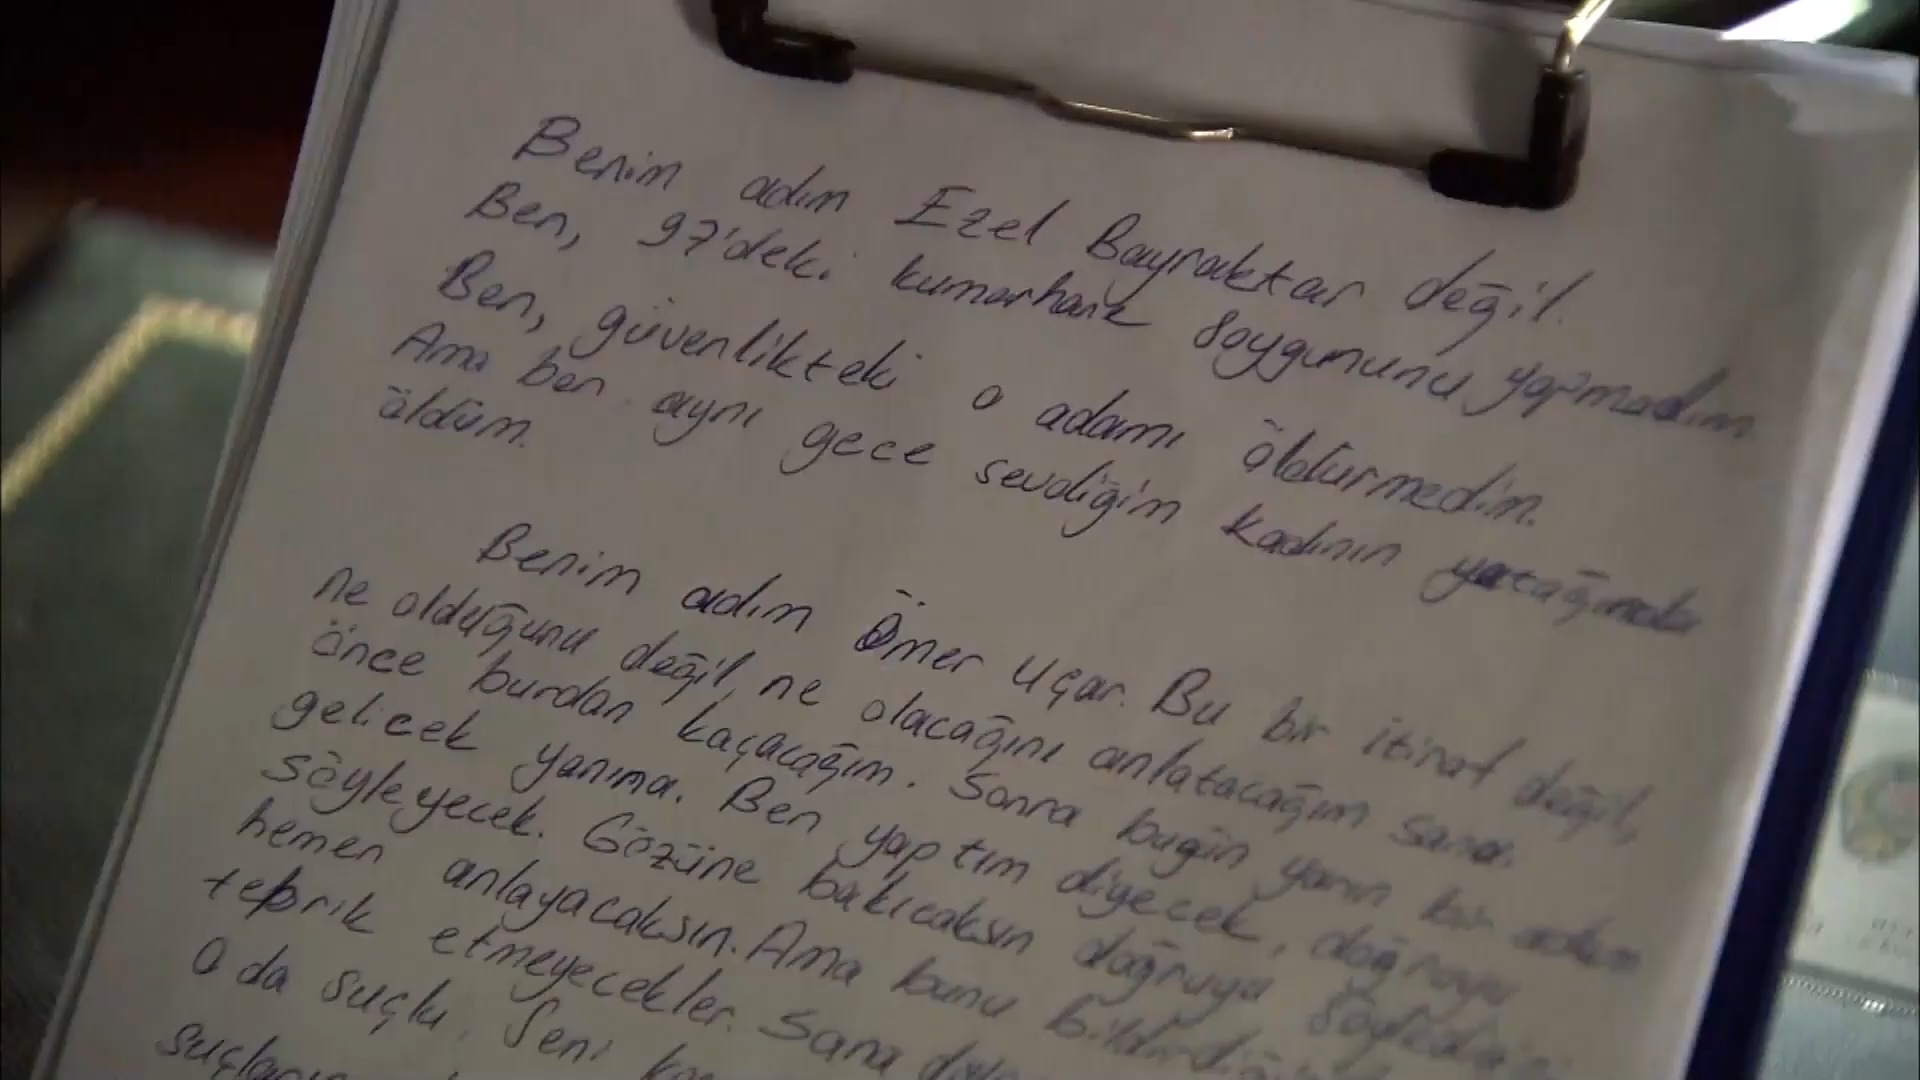 Benim adım Ezel Bayraktar değil.
Ben, 97'deki kumarhane soygununu yapmadım
Ben, güvenlikteki o adamı öldürmedim.
Ama ben aynı gece sevdiğim kadının yatağında
öldüm.
Benim adım Ömer Uçar. Bu bir itiraf değil,
ne olduğunu değil, ne olacağını anlatacağım sana.
önce burdan kaçacağım. Sonra bugün yarın bir adam
gelicek yanıma. Ben yaptım diyecek, doğruyu
söyleyecek. Gözüne bakıcaksın doğruyu söylediğini
hemen anlayacaksın. Ama bunu
tebrik etmeyecekler. Sana
O da suçlu. Seni